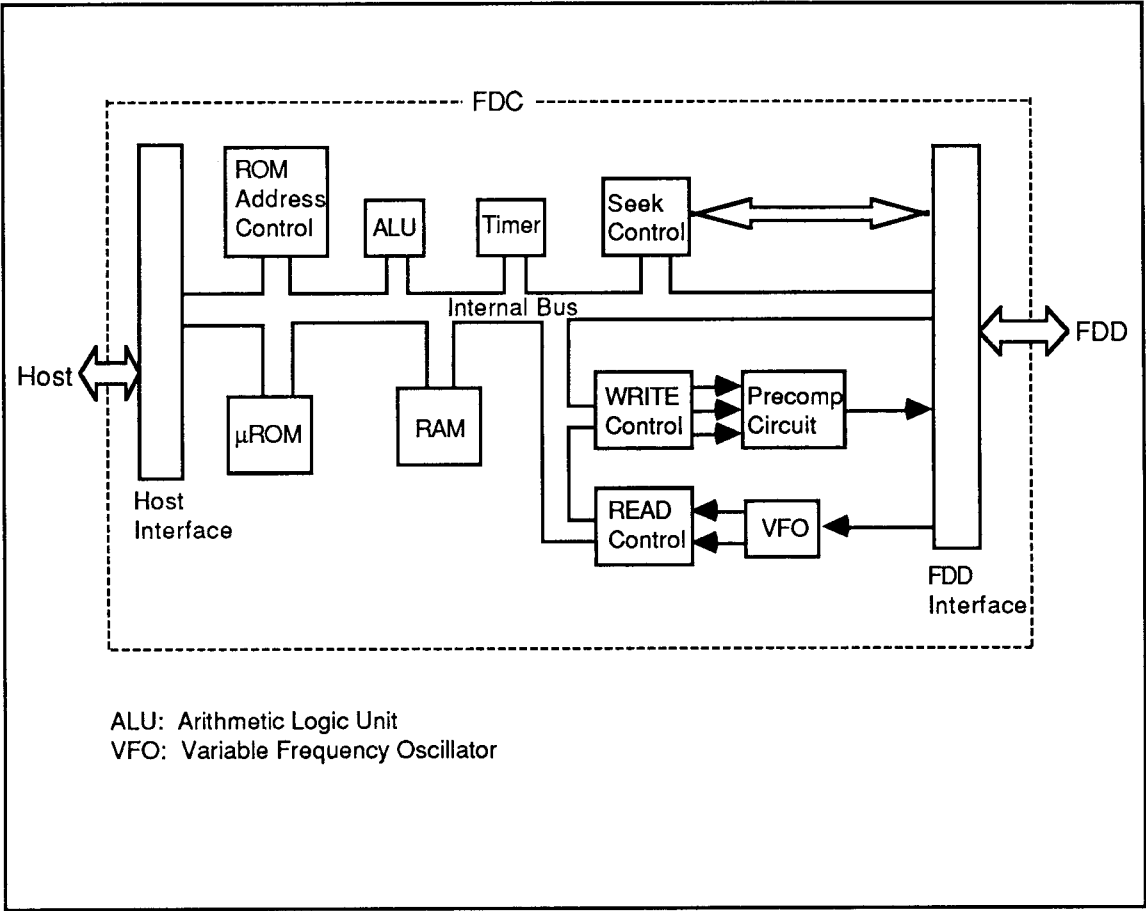 FDC
ROM
Address
Control
ALU
Timer
Seek
Control
Internal Bus
Host
FDD
µROM
RAM
WRITE
Control
Precomp
Circuit
READ
Control
VFO
Host
Interface
FDD
Interface
ALU: Arithmetic Logic Unit
VFO: Variable Frequency Oscillator